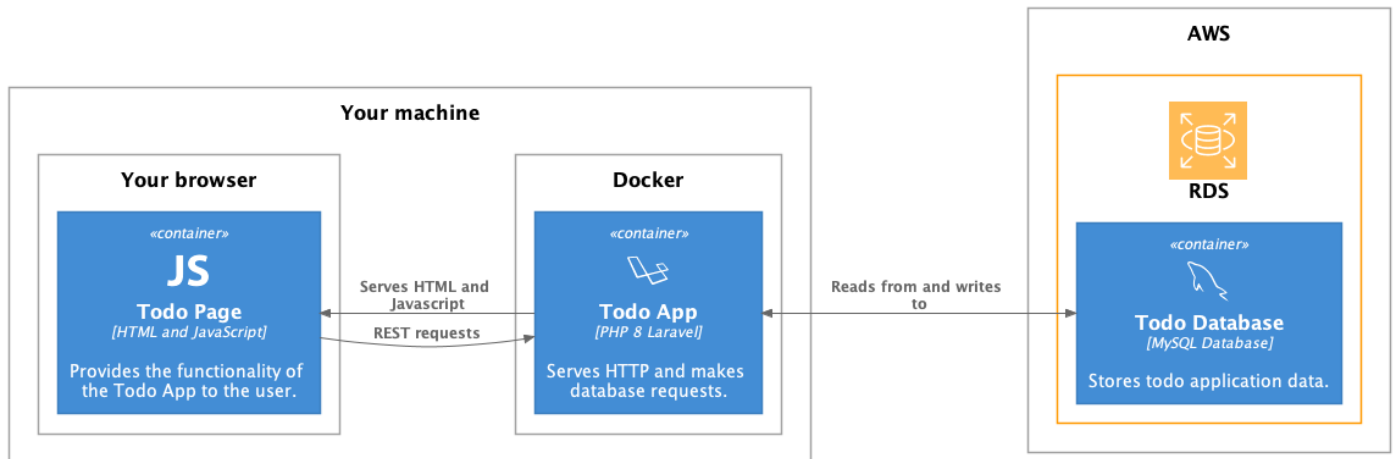 AWS
RDS
Your machine
Your browser
Docker
«container»
JS
Todo Page
[HTML and JavaScript]
Provides the functionality of
the Todo App to the user.
Serves HTML and
Javascript
REST requests
«container»
Todo App
[PHP 8 Laravel]
Serves HTTP and makes
database requests.
Reads from and writes
to
«container»
Todo Database
[MySQL Database]
Stores todo application data.